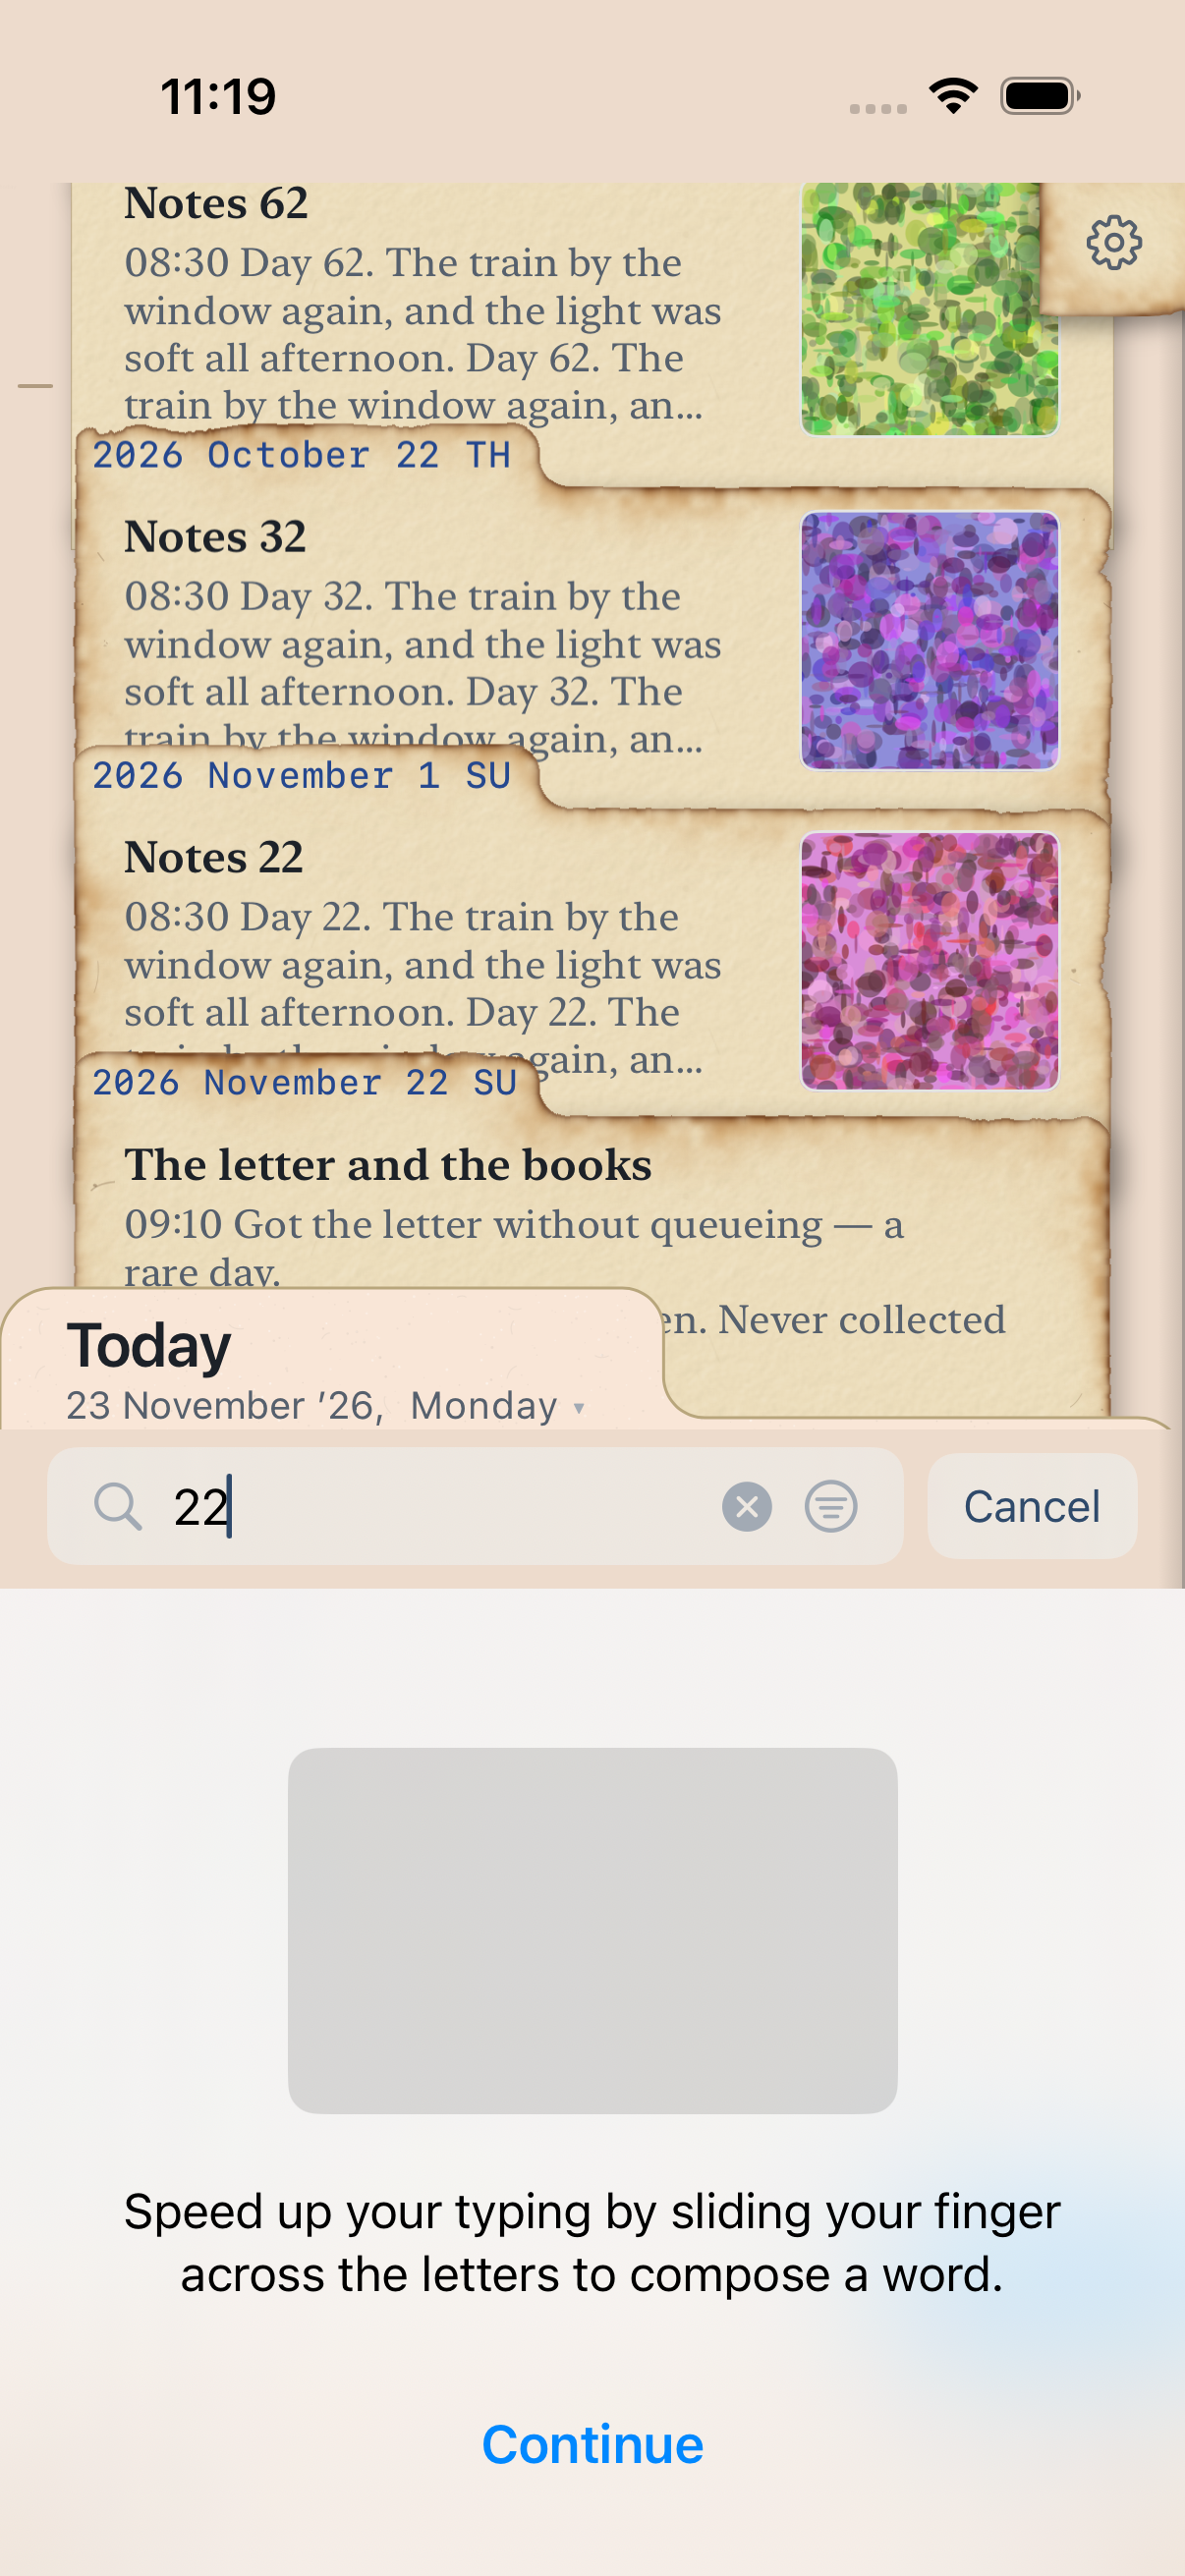 11:19
Notes 62
08:30 Day 62. The train by the
window again, and the light was
soft all afternoon. Day 62. The
train by the window again, an...
2026 October 22 TH
Notes 32
08:30 Day 32. The train by the
window again, and the light was
soft all afternoon. Day 32. The
train by the window again, an...
2026 November 1 SU
Notes 22
08:30 Day 22. The train by the
window again, and the light was
soft all afternoon. Day 22. The
again, an...
2026 November 22 SU
The letter and the books
09:10 Got the letter without queueing — a
rare day.
Never collected
Today
23 November ’26, Monday
22
Cancel
Speed up your typing by sliding your finger
across the letters to compose a word.
Continue